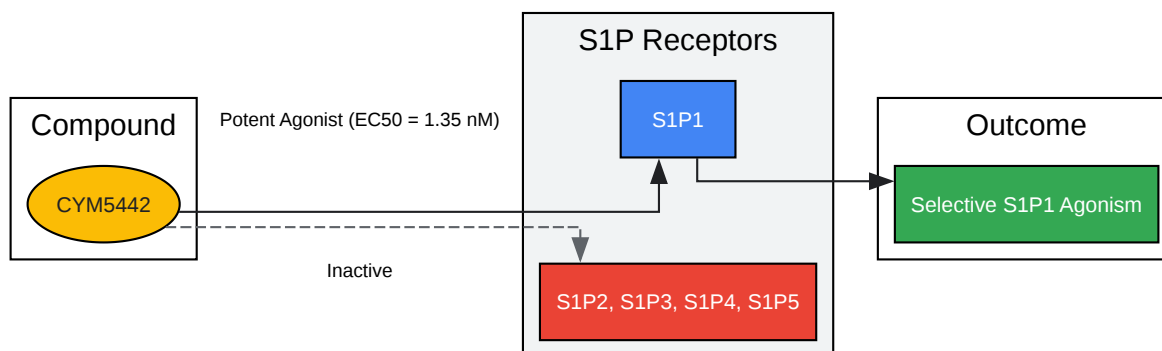 S1P Receptors
Compound
Potent Agonist (EC50 = 1.35 nM)
S1P1
Outcome
CYM5442
Selective S1P1 Agonism
Inactive
S1P2, S1P3, S1P4, S1P5